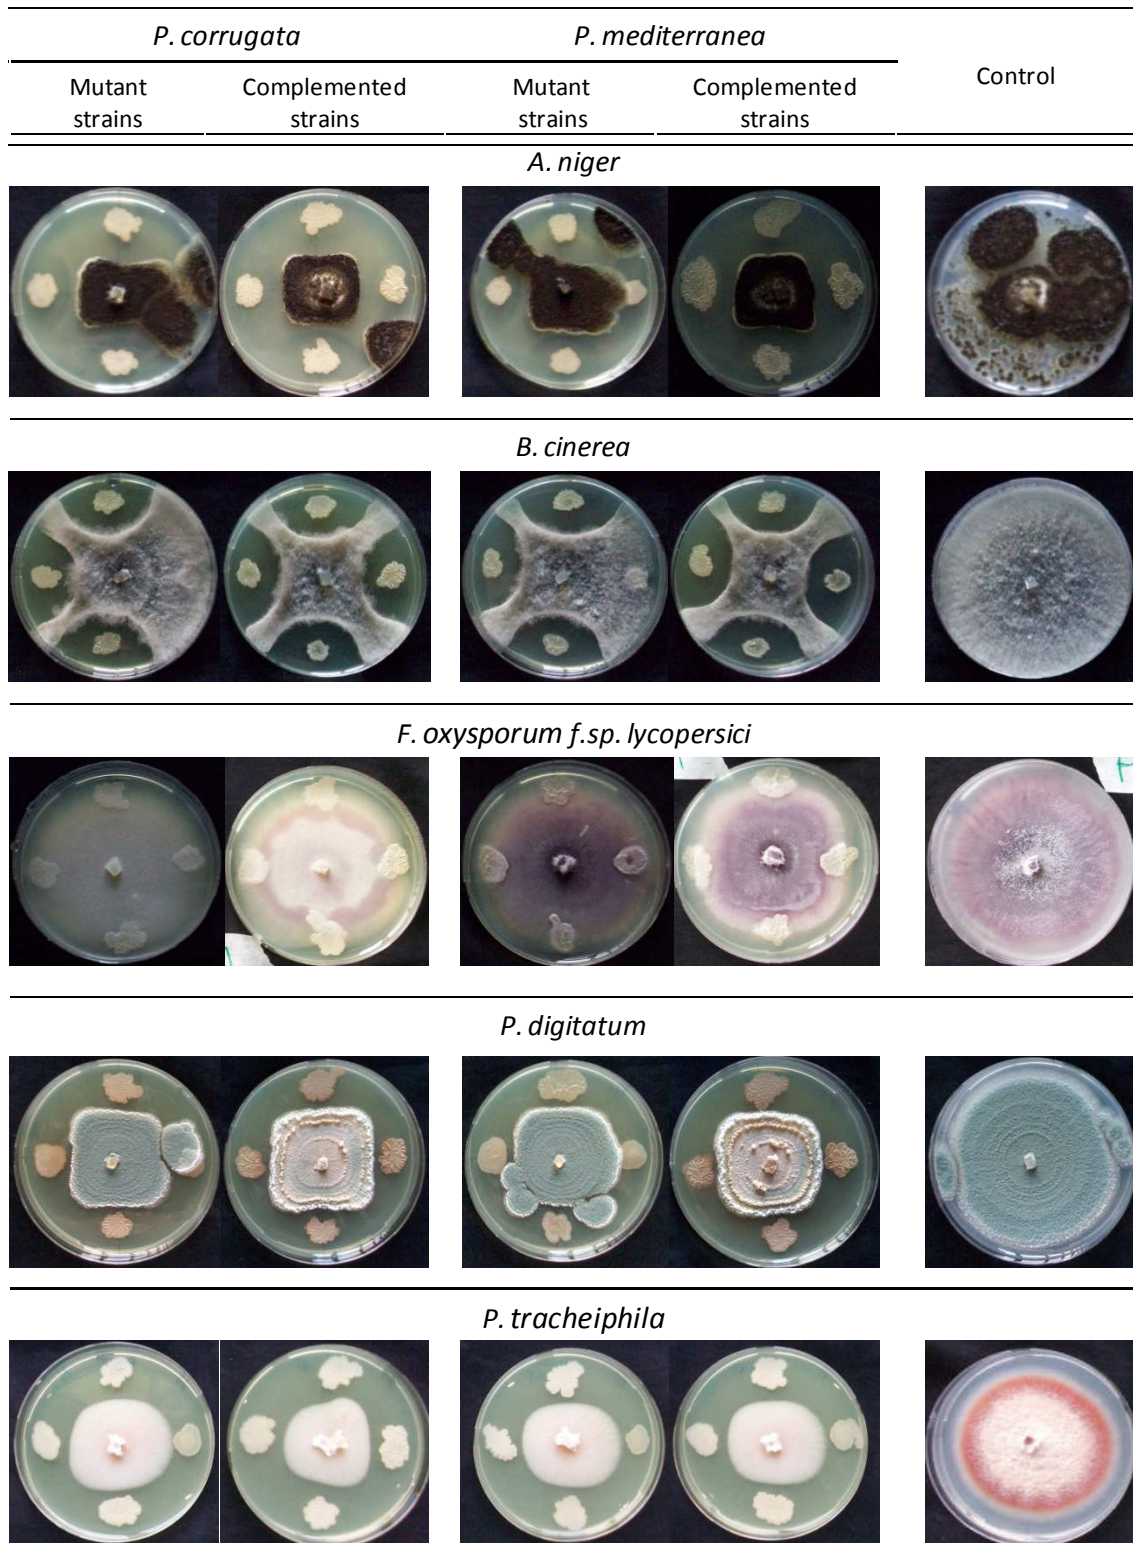 P. corrugata
P. mediterranea
Control
Mutant
strains
Complemented
strains
Mutant
strains
Complemented
strains
A. niger
B. cinerea
F. oxysporum f.sp. lycopersici
P. digitatum
P. tracheiphila